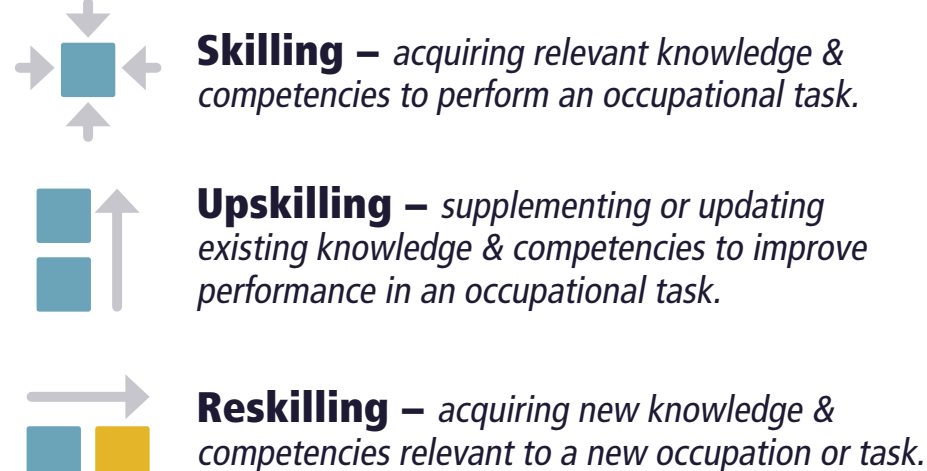 Skilling – acquiring relevant knowledge &
competencies to perform an occupational task.
Upskilling – supplementing or updating
existing knowledge & competencies to improve
performance in an occupational task.
Reskilling – acquiring new knowledge &
competencies relevant to a new occupation or task.